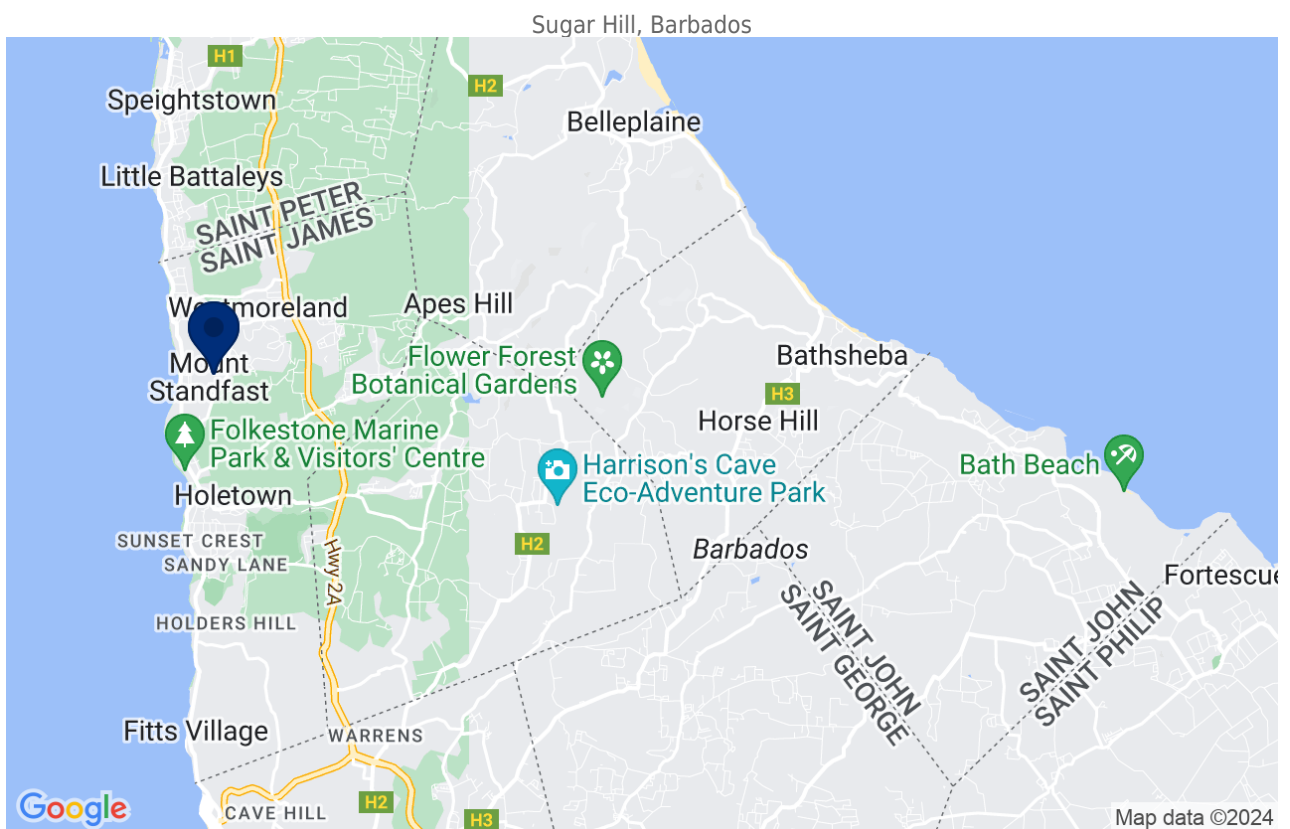 Sugar Hill, Barbados
H1
H2
Speightstown
Belleplaine
Little Battaleys
SAINT PETER
SAINT JAMES
Westmoreland
Apes Hill
Mount
Standfast
Flower Forest
Botanical Gardens
Bathsheba
H3
Horse Hill
Folkestone Marine
Park & Visitors' Centre
Harrison's Cave
Eco-Adventure Park
Bath Beach
Holetown
SUNSET CREST
SANDY LANE
H2
Barbados
Hwy 2A
Fortescue
SAINT JOHN
SAINT GEORGE
SAINT JOHN
SAINT PHILIP
HOLDERS HILL
Fitts Village
WARRENS
H2
H3
CAVE HILL
Google
Map data ©2024